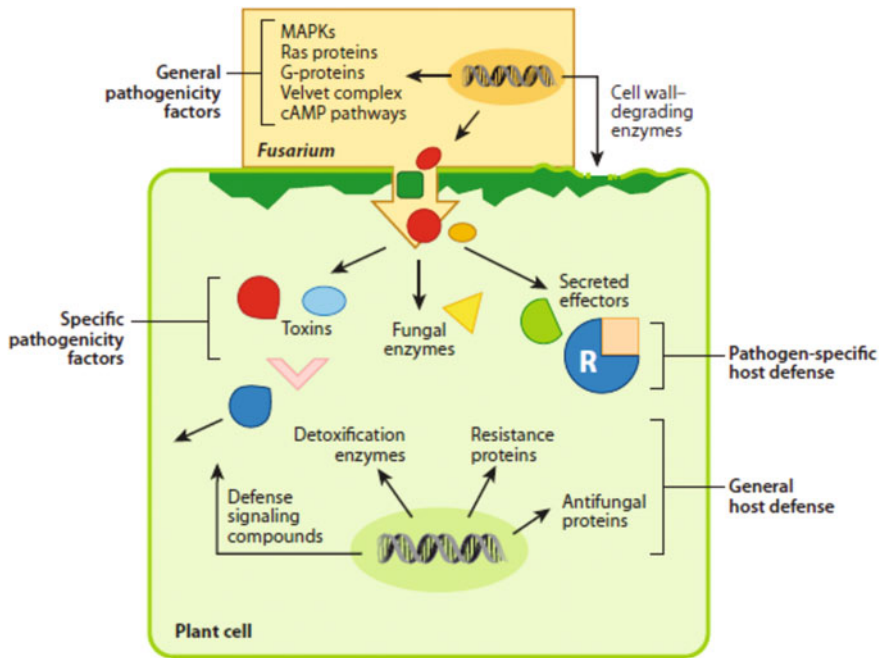 General
pathogenicity
factors
MAPKs
Ras proteins
G-proteins
Velvet complex
cAMP pathways
Fusarium
Cell wall–
degrading
enzymes
Specific
pathogenicity
factors
Toxins
Fungal
enzymes
Secreted
effectors
R
Pathogen-specific
host defense
Detoxification
enzymes
Resistance
proteins
Defense
signaling
compounds
Antifungal
proteins
General
host defense
Plant cell